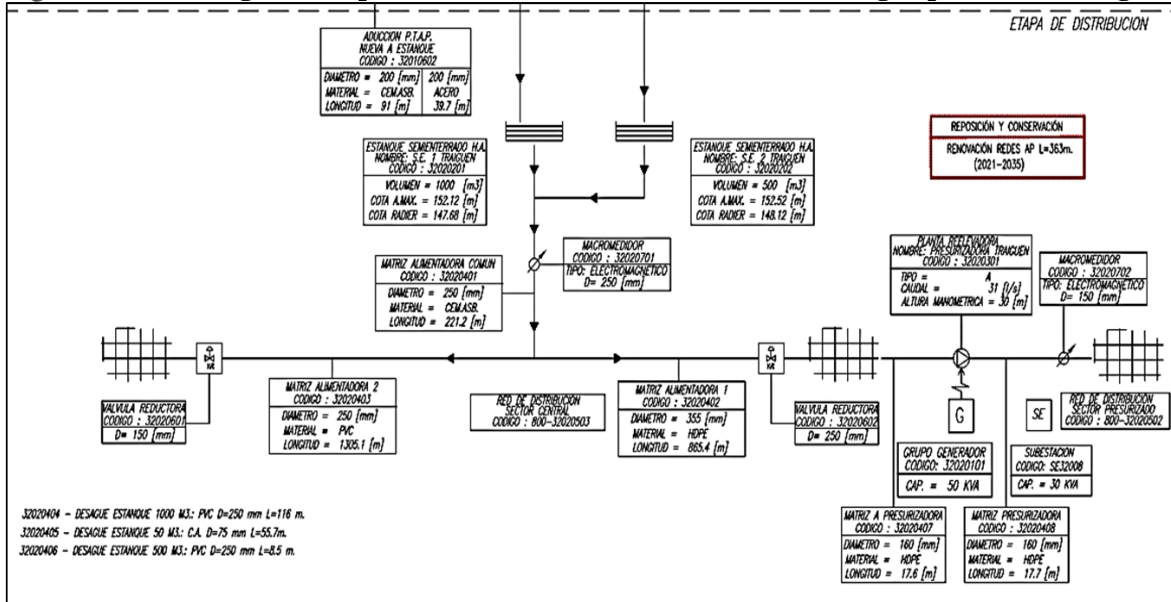 ETAPA DE DISTRIBUCION
ADUCCION P.T.A.P.
NUEVA A ESTANQUE
CODIGO : 32010602
DIAMETRO = 200 [mm] 200 [mm]
MATERIAL = CEM.ASB. ACERO
LONGITUD = 91 [m] 39.7 [m]
REPOSICIÓN Y CONSERVACIÓN
RENOVACIÓN REDES AP L=363m.
(2021-2035)
ESTANQUE SEMIENTERRADO H.A.
NOMBRE: S.E. 1 TRAIGUEN
CODIGO : 32020201
VOLUMEN = 1000 [m3]
COTA A.MAX. = 152.12 [m]
COTA RADIER = 147.68 [m]
ESTANQUE SEMIENTERRADO H.A.
NOMBRE: S.E. 2 TRAIGUEN
CODIGO : 32020202
VOLUMEN = 500 [m3]
COTA A.MAX. = 152.52 [m]
COTA RADIER = 148.12 [m]
MACROMEDIDOR
CODIGO : 32020701
TIPO: ELECTROMAGNÉTICO
D= 250 [mm]
PLANTA REELEVADORA
NOMBRE: PRESURIZADORA TRAIGUEN
CODIGO : 32020301
TIPO = A
CAUDAL = 31 [l/s]
ALTURA MANOMETRICA = 30 [m]
MACROMEDIDOR
CODIGO : 32020702
TIPO: ELECTROMAGNÉTICO
D= 150 [mm]
MATRIZ ALIMENTADORA COMUN
CODIGO : 32020401
DIAMETRO = 250 [mm]
MATERIAL = CEM.ASB.
LONGITUD = 221.2 [m]
VALVULA REDUCTORA
CODIGO : 32020601
D= 150 [mm]
MATRIZ ALIMENTADORA 2
CODIGO : 32020403
DIAMETRO = 250 [mm]
MATERIAL = PVC
LONGITUD = 1305.1 [m]
RED DE DISTRIBUCIÓN
SECTOR CENTRAL
CODIGO : 800-32020503
MATRIZ ALIMENTADORA 1
CODIGO : 32020402
DIAMETRO = 355 [mm]
MATERIAL = HDPE
LONGITUD = 865.4 [m]
VALVULA REDUCTORA
CODIGO : 32020602
D= 250 [mm]
G
SE
RED DE DISTRIBUCIÓN
SECTOR PRESURIZADO
CODIGO : 800-32020502
GRUPO GENERADOR
CODIGO: 32020101
CAP. = 50 KVA
SUBESTACIÓN
CODIGO: SE32008
CAP. = 30 KVA
32020404 - DESAGUE ESTANQUE 1000 M3.: PVC D=250 mm L=116 m.
32020405 - DESAGUE ESTANQUE 50 M3.: C.A. D=75 mm L=55.7m.
32020406 - DESAGUE ESTANQUE 500 M3.: PVC D=250 mm L=8.5 m.
MATRIZ A PRESURIZADORA
CODIGO : 32020407
DIAMETRO = 160 [mm]
MATERIAL = HDPE
LONGITUD = 17.6 [m]
MATRIZ PRESURIZADORA
CODIGO : 32020408
DIAMETRO = 160 [mm]
MATERIAL = HDPE
LONGITUD = 17.7 [m]